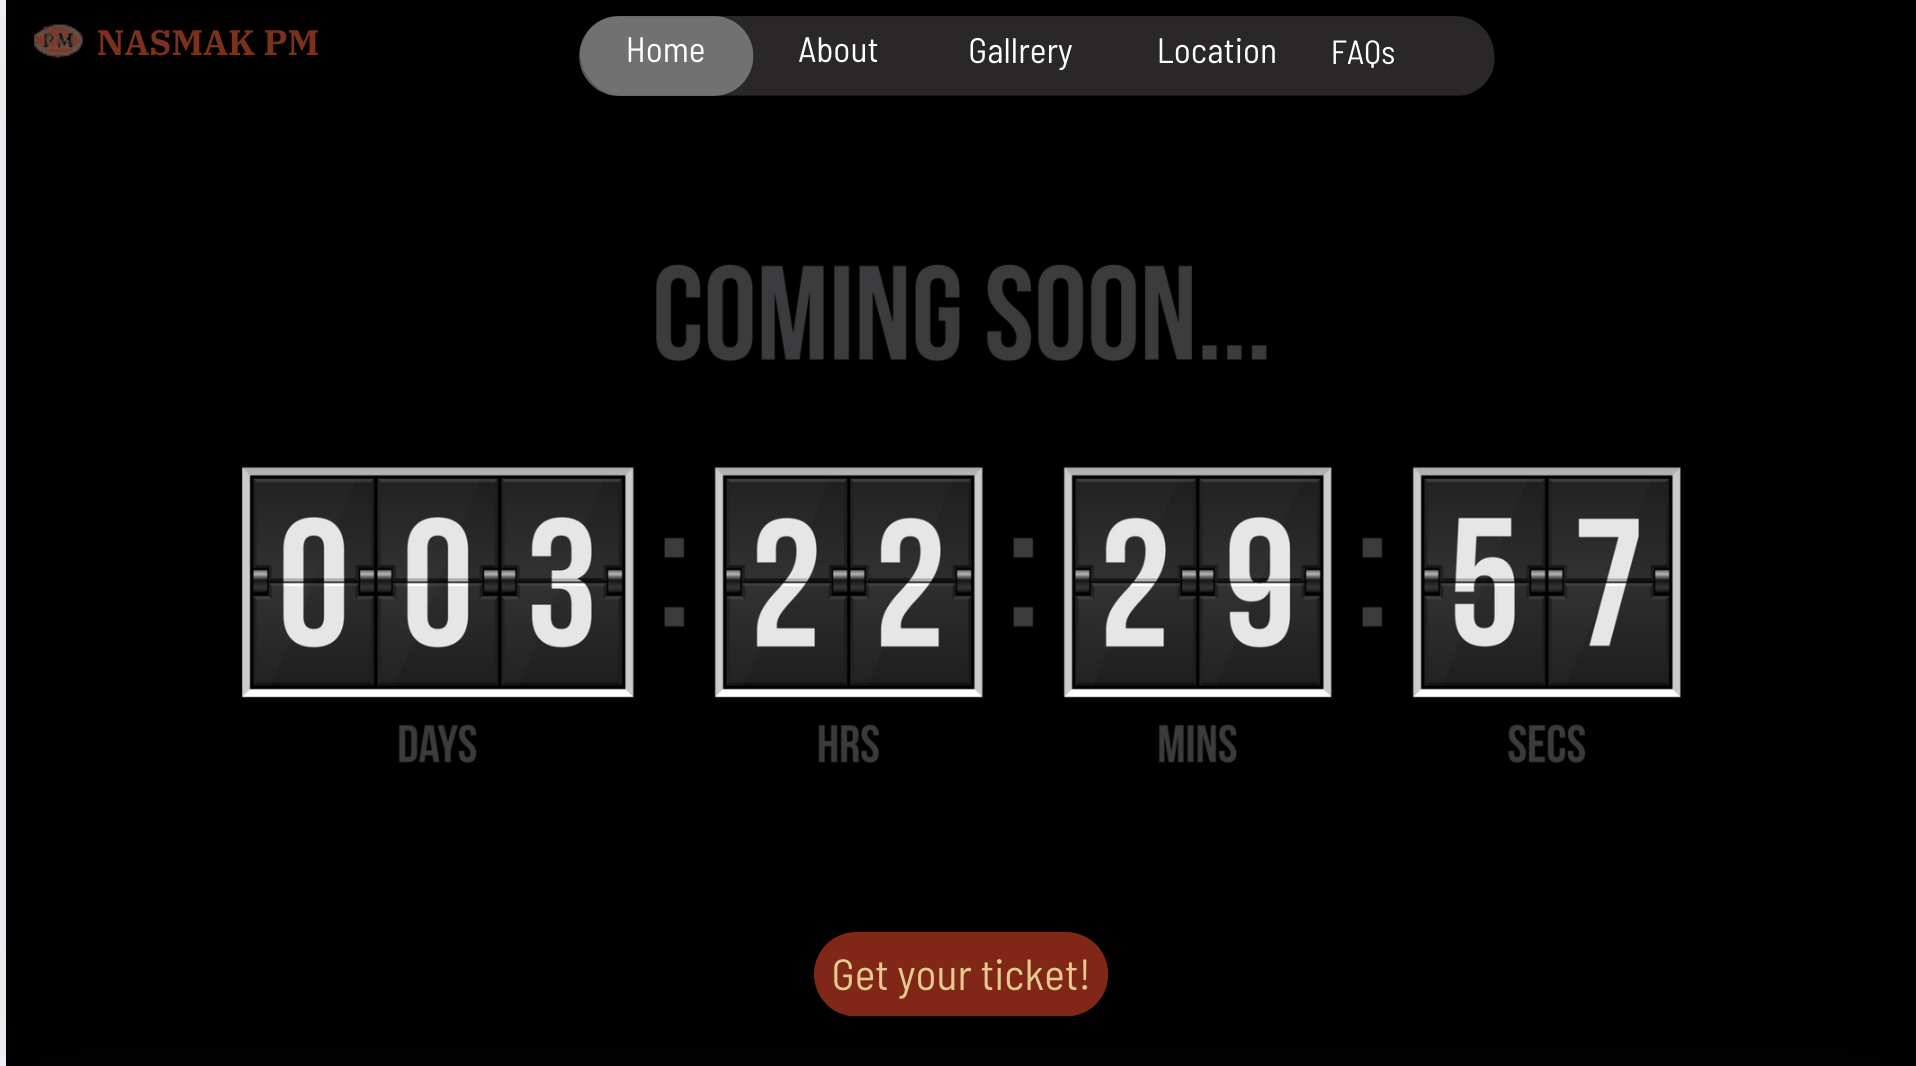 PM NASMAK PM
Home About Gallrery Location FAQs
COMING SOON...
003 : 22 : 29 : 57
DAYS HRS MINS SECS
Get your ticket!